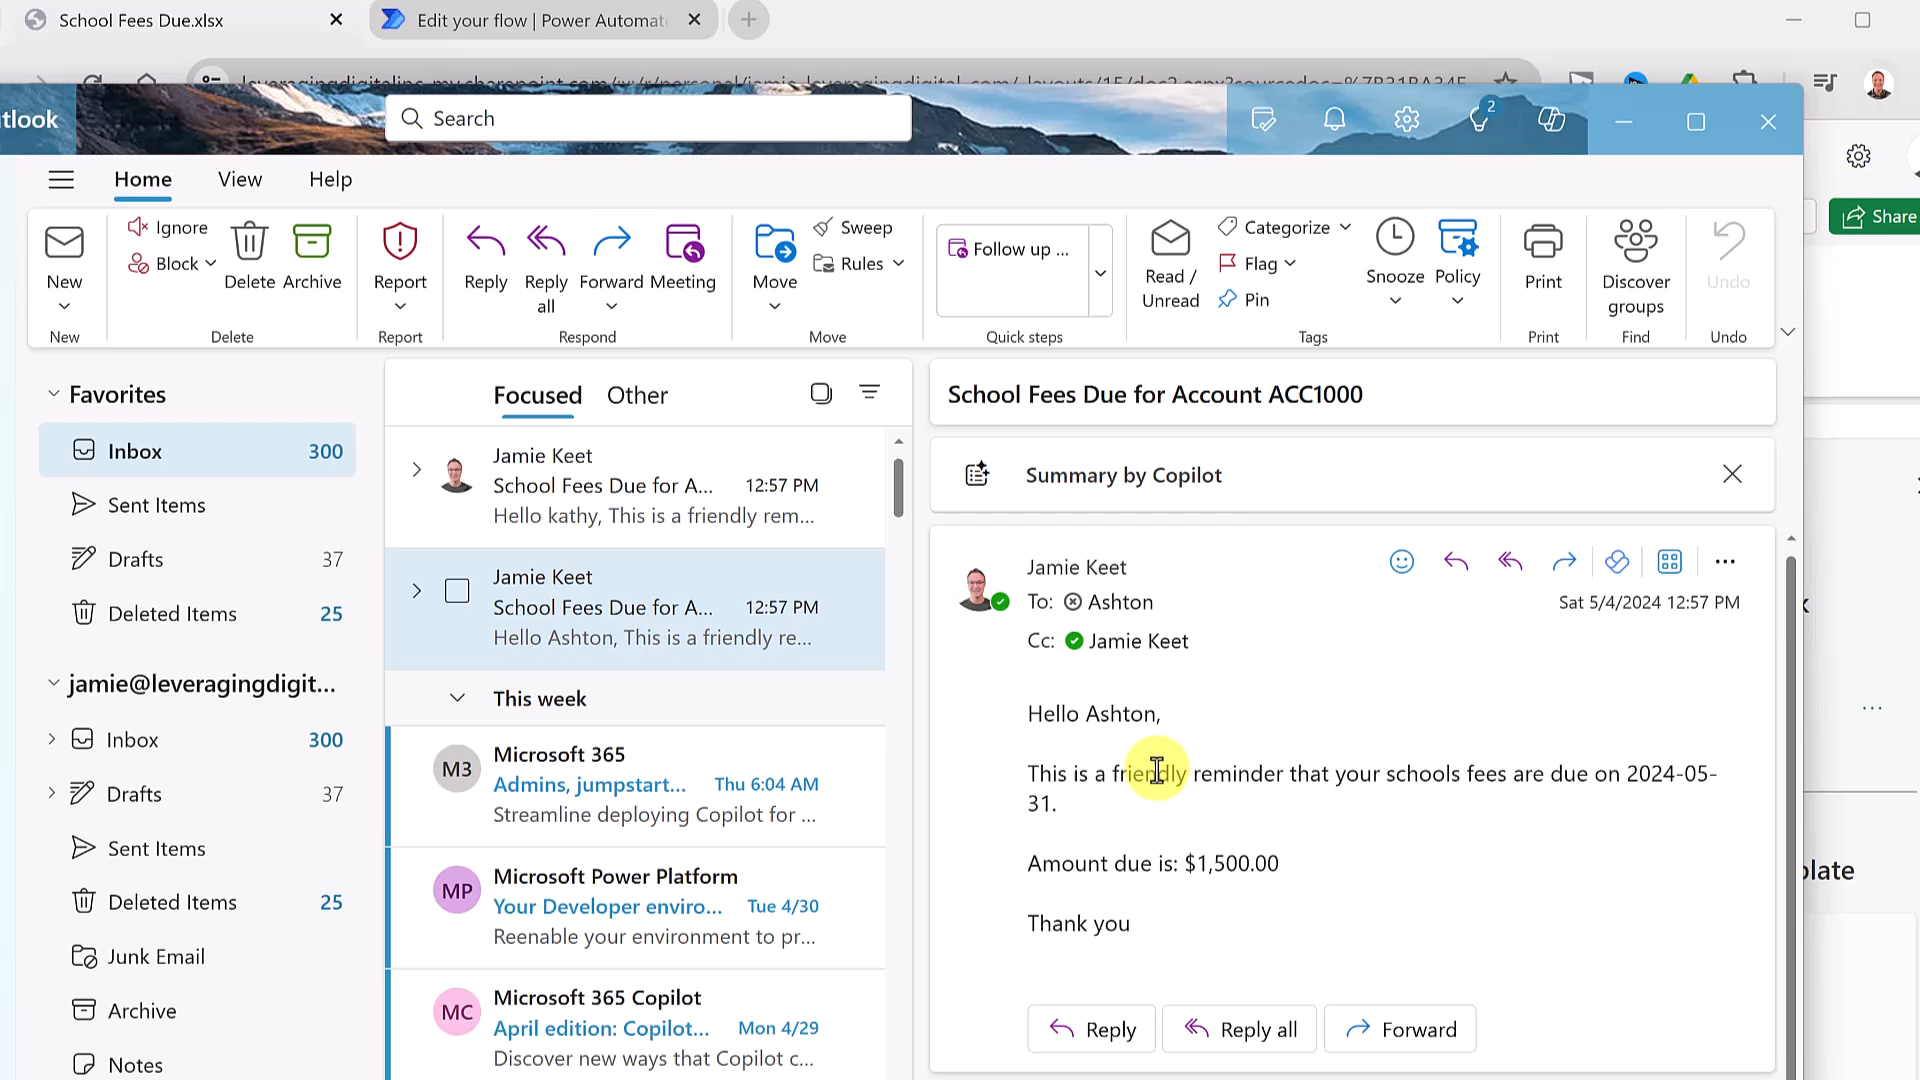 School Fees Due.xlsx
Edit your flow | Power Automat
tlook
Search
2
Share
Home View Help
New
Ignore
Block
Delete
Archive
Report
Reply
Reply all
Forward
Meeting
Move
Sweep
Rules
Follow up ...
Read / Unread
Categorize
Flag
Pin
Snooze
Policy
Print
Discover groups
Undo
New
Delete
Report
Respond
Move
Quick steps
Tags
Print
Find
Undo
Favorites
Inbox 300
Sent Items
Drafts 37
Deleted Items 25
jamie@leveragingdigit...
Inbox 300
Drafts 37
Sent Items
Deleted Items 25
Junk Email
Archive
Notes
Focused Other
Jamie Keet
School Fees Due for A... 12:57 PM
Hello kathy, This is a friendly rem...
Jamie Keet
School Fees Due for A... 12:57 PM
Hello Ashton, This is a friendly re...
This week
M3
Microsoft 365
Admins, jumpstart... Thu 6:04 AM
Streamline deploying Copilot for ...
MP
Microsoft Power Platform
Your Developer enviro... Tue 4/30
Reenable your environment to pr...
MC
Microsoft 365 Copilot
April edition: Copilot... Mon 4/29
Discover new ways that Copilot c...
School Fees Due for Account ACC1000
Summary by Copilot
Jamie Keet
To: Ashton
Sat 5/4/2024 12:57 PM
Cc: Jamie Keet
Hello Ashton,
This is a friendly reminder that your schools fees are due on 2024-05-
31.
Amount due is: $1,500.00
Thank you
Reply Reply all Forward
plate